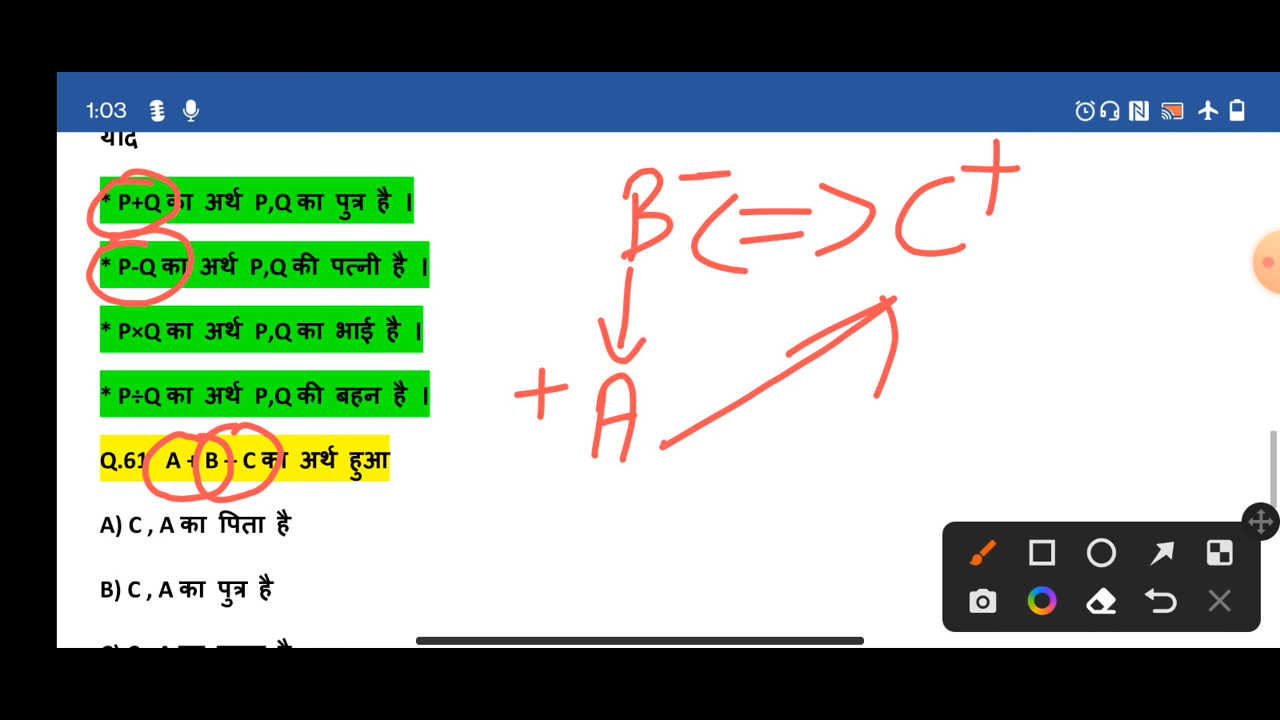 1:03
याद
* P+Q का अर्थ P,Q का पुत्र है ।
* P-Q का अर्थ P,Q की पत्नी है ।
* P×Q का अर्थ P,Q का भाई है ।
* P÷Q का अर्थ P,Q की बहन है ।
Q.61 A + B - C का अर्थ हुआ
A) C , A का पिता है
B) C , A का पुत्र है
B⁻ <=> C⁺
+ A